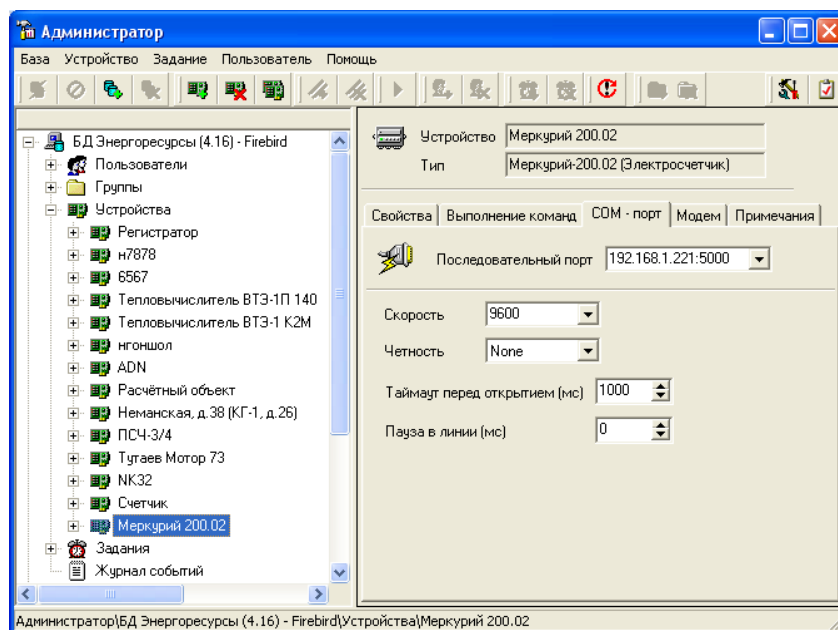 Администратор
База Устройство Задание Пользователь Помощь
БД Энергоресурсы (4.16) - Firebird
Пользователи
Группы
Устройства
Регистратор
н7878
6567
Тепловычислитель ВТЭ-1П 140
Тепловычислитель ВТЭ-1 К2М
нгоншол
ADN
Расчётный объект
Неманская, д.38 (КГ-1, д.26)
ПСЧ-3/4
Тутаев Мотор 73
NK32
Счетчик
Меркурий 200.02
Задания
Журнал событий
Устройство Меркурий 200.02
Тип Меркурий-200.02 (Электросчетчик)
Свойства Выполнение команд COM - порт Модем Примечания
Последовательный порт 192.168.1.221:5000
Скорость 9600
Четность None
Таймаут перед открытием (мс) 1000
Пауза в линии (мс) 0
Администратор\БД Энергоресурсы (4.16) - Firebird\Устройства\Меркурий 200.02